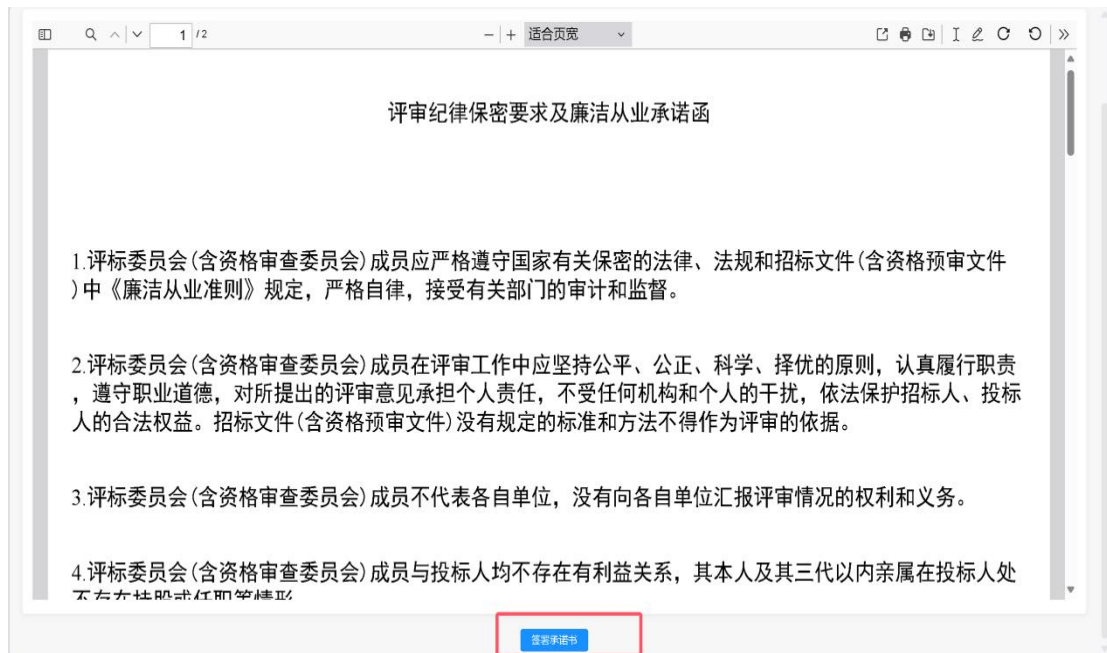 1 /2
适合页宽
评审纪律保密要求及廉洁从业承诺函
1.评标委员会(含资格审查委员会)成员应严格遵守国家有关保密的法律、法规和招标文件(含资格预审文件
)中《廉洁从业准则》规定，严格自律，接受有关部门的审计和监督。
2.评标委员会(含资格审查委员会)成员在评审工作中应坚持公平、公正、科学、择优的原则，认真履行职责
，遵守职业道德，对所提出的评审意见承担个人责任，不受任何机构和个人的干扰，依法保护招标人、投标
人的合法权益。招标文件(含资格预审文件)没有规定的标准和方法不得作为评审的依据。
3.评标委员会(含资格审查委员会)成员不代表各自单位，没有向各自单位汇报评审情况的权利和义务。
4.评标委员会(含资格审查委员会)成员与投标人均不存在有利益关系，其本人及其三代以内亲属在投标人处
不存在持股或任职等情形
签署承诺书